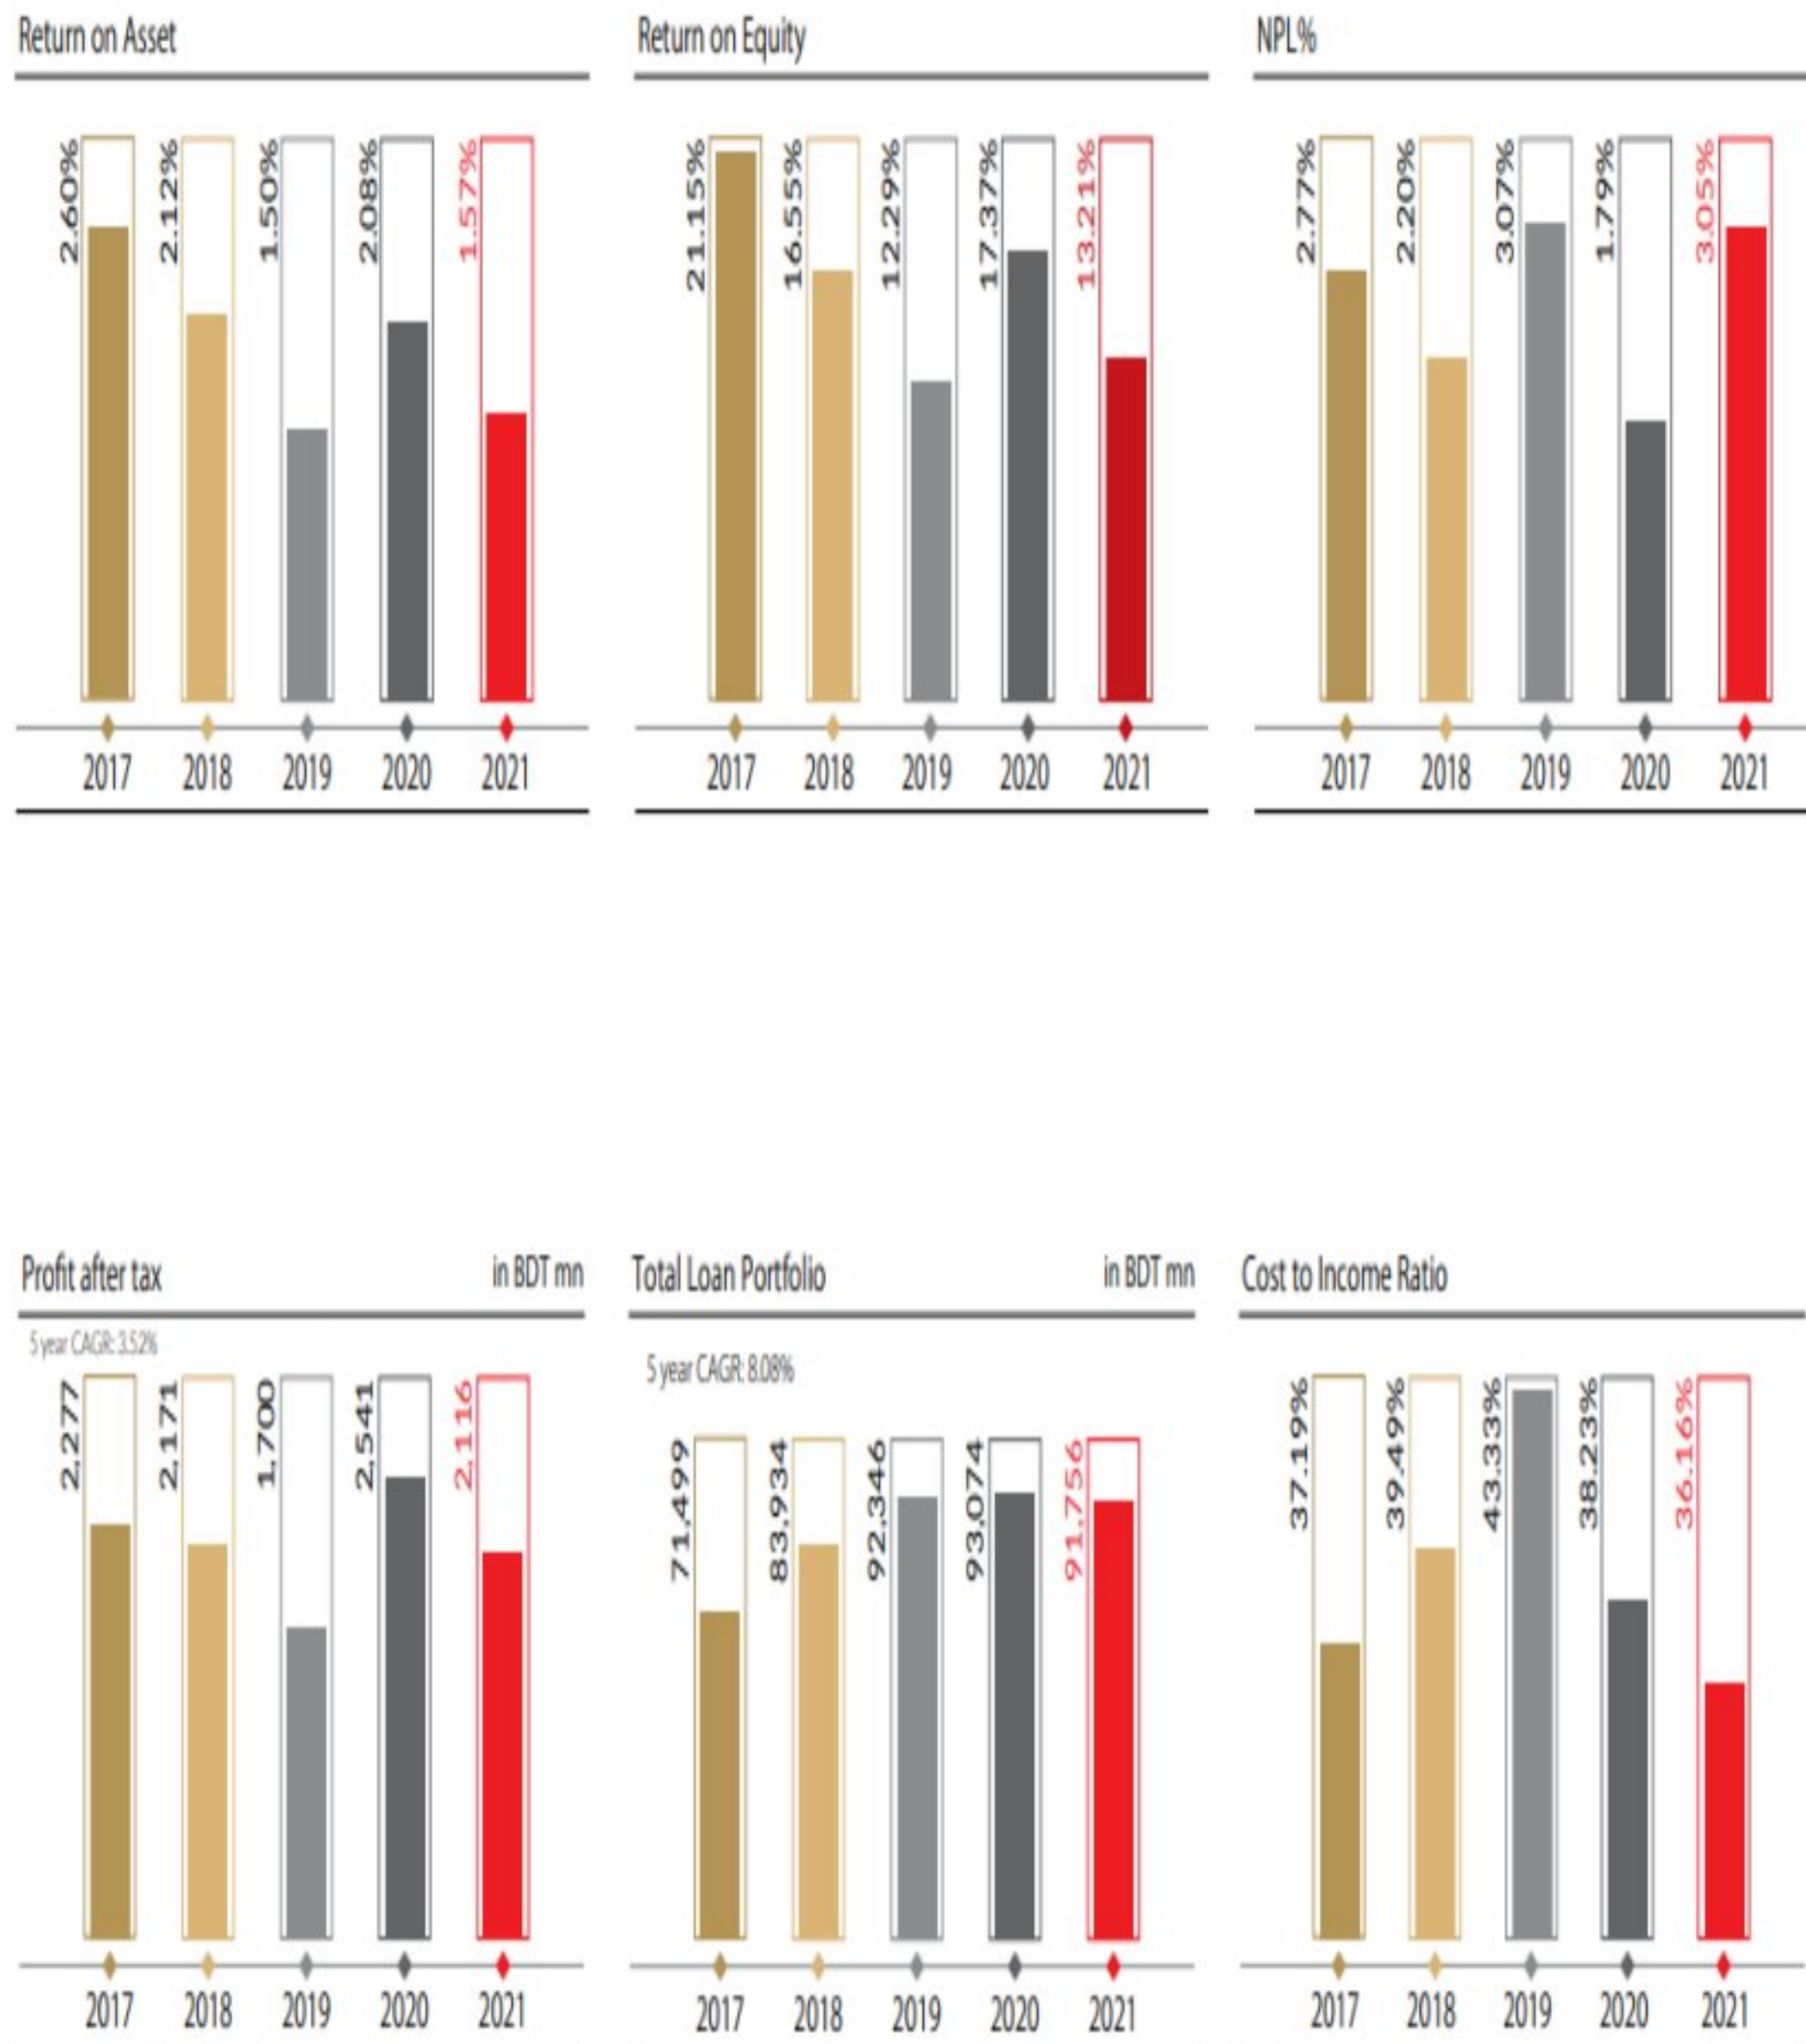 Return on Asset
2.60% 2.12% 1.50% 2.08% 1.57%
2017 2018 2019 2020 2021
Return on Equity
21.15% 16.55% 12.29% 17.37% 13.21%
2017 2018 2019 2020 2021
NPL%
2.77% 2.20% 3.07% 1.79% 3.05%
2017 2018 2019 2020 2021
Profit after tax in BDT mn
5 year CAGR: 3.52%
2,277 2,171 1,700 2,541 2,116
2017 2018 2019 2020 2021
Total Loan Portfolio in BDT mn
5 year CAGR: 8.08%
71,499 83,934 92,346 93,074 91,756
2017 2018 2019 2020 2021
Cost to Income Ratio
37.19% 39.49% 43.33% 38.23% 36.16%
2017 2018 2019 2020 2021